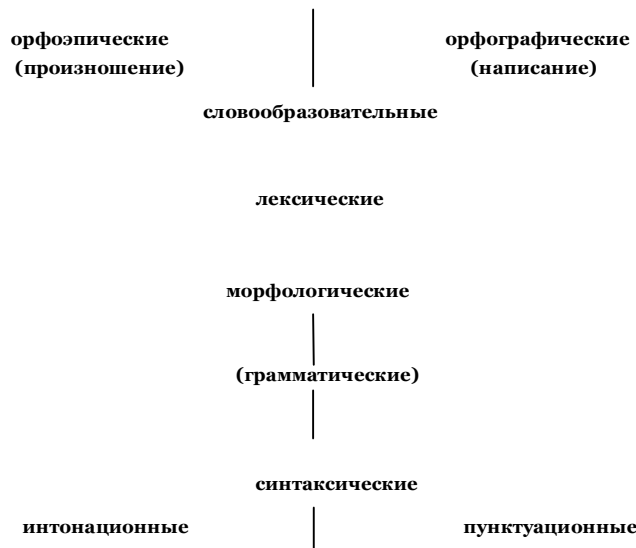 орфоэпические орфографические
(произношение) (написание)
словообразовательные
лексические
морфологические
(грамматические)
синтаксические
интонационные пунктуационные